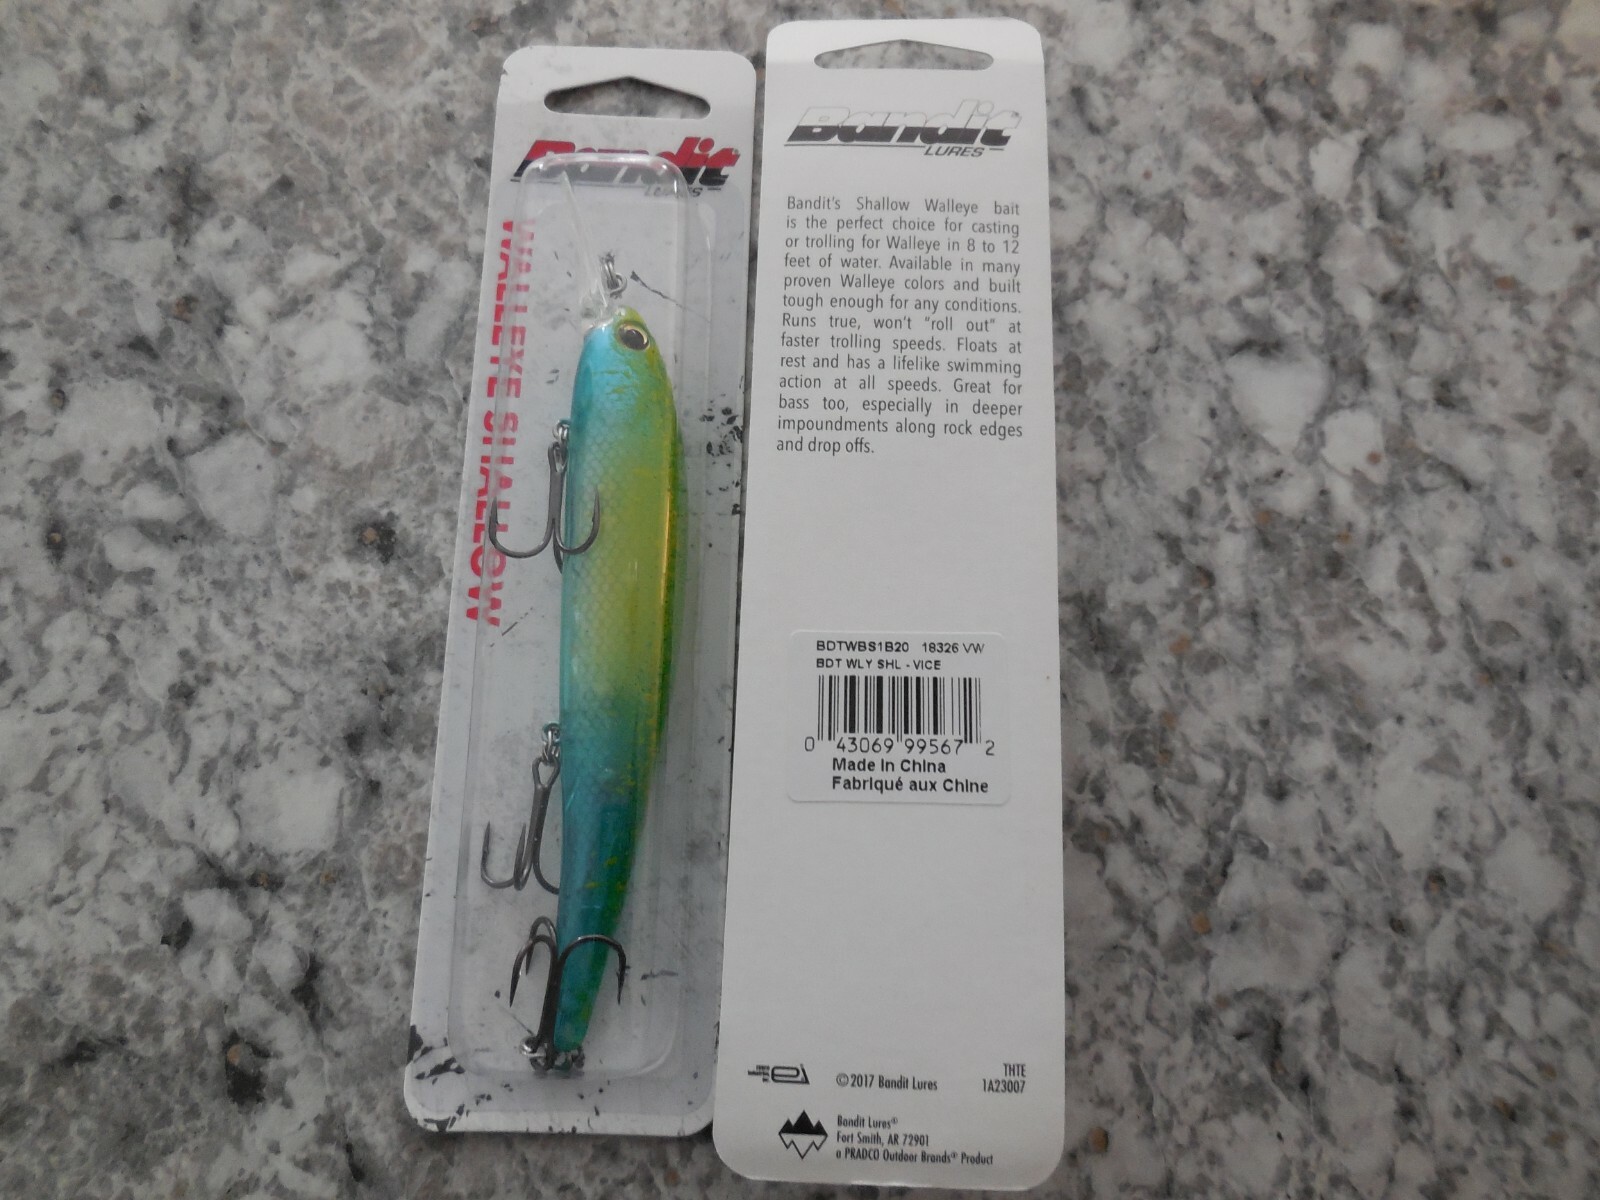 Bandit
LURES
WALLEYE SHALLOW
Bandit
LURES
Bandit's Shallow Walleye bait
is the perfect choice for casting
or trolling for Walleye in 8 to 12
feet of water. Available in many
proven Walleye colors and built
tough enough for any conditions.
Runs true, won't "roll out" at
faster trolling speeds. Floats at
rest and has a lifelike swimming
action at all speeds. Great for
bass too, especially in deeper
impoundments along rock edges
and drop offs.
BDTWBS1B20 18326 VW
BDT WLY SHL - VICE
0 43069 99567 2
Made in China
Fabriqué aux Chine
ei ©2017 Bandit Lures
THTE
1A23007
Bandit Lures®
Fort Smith, AR 72901
a PRADCO Outdoor Brands® Product